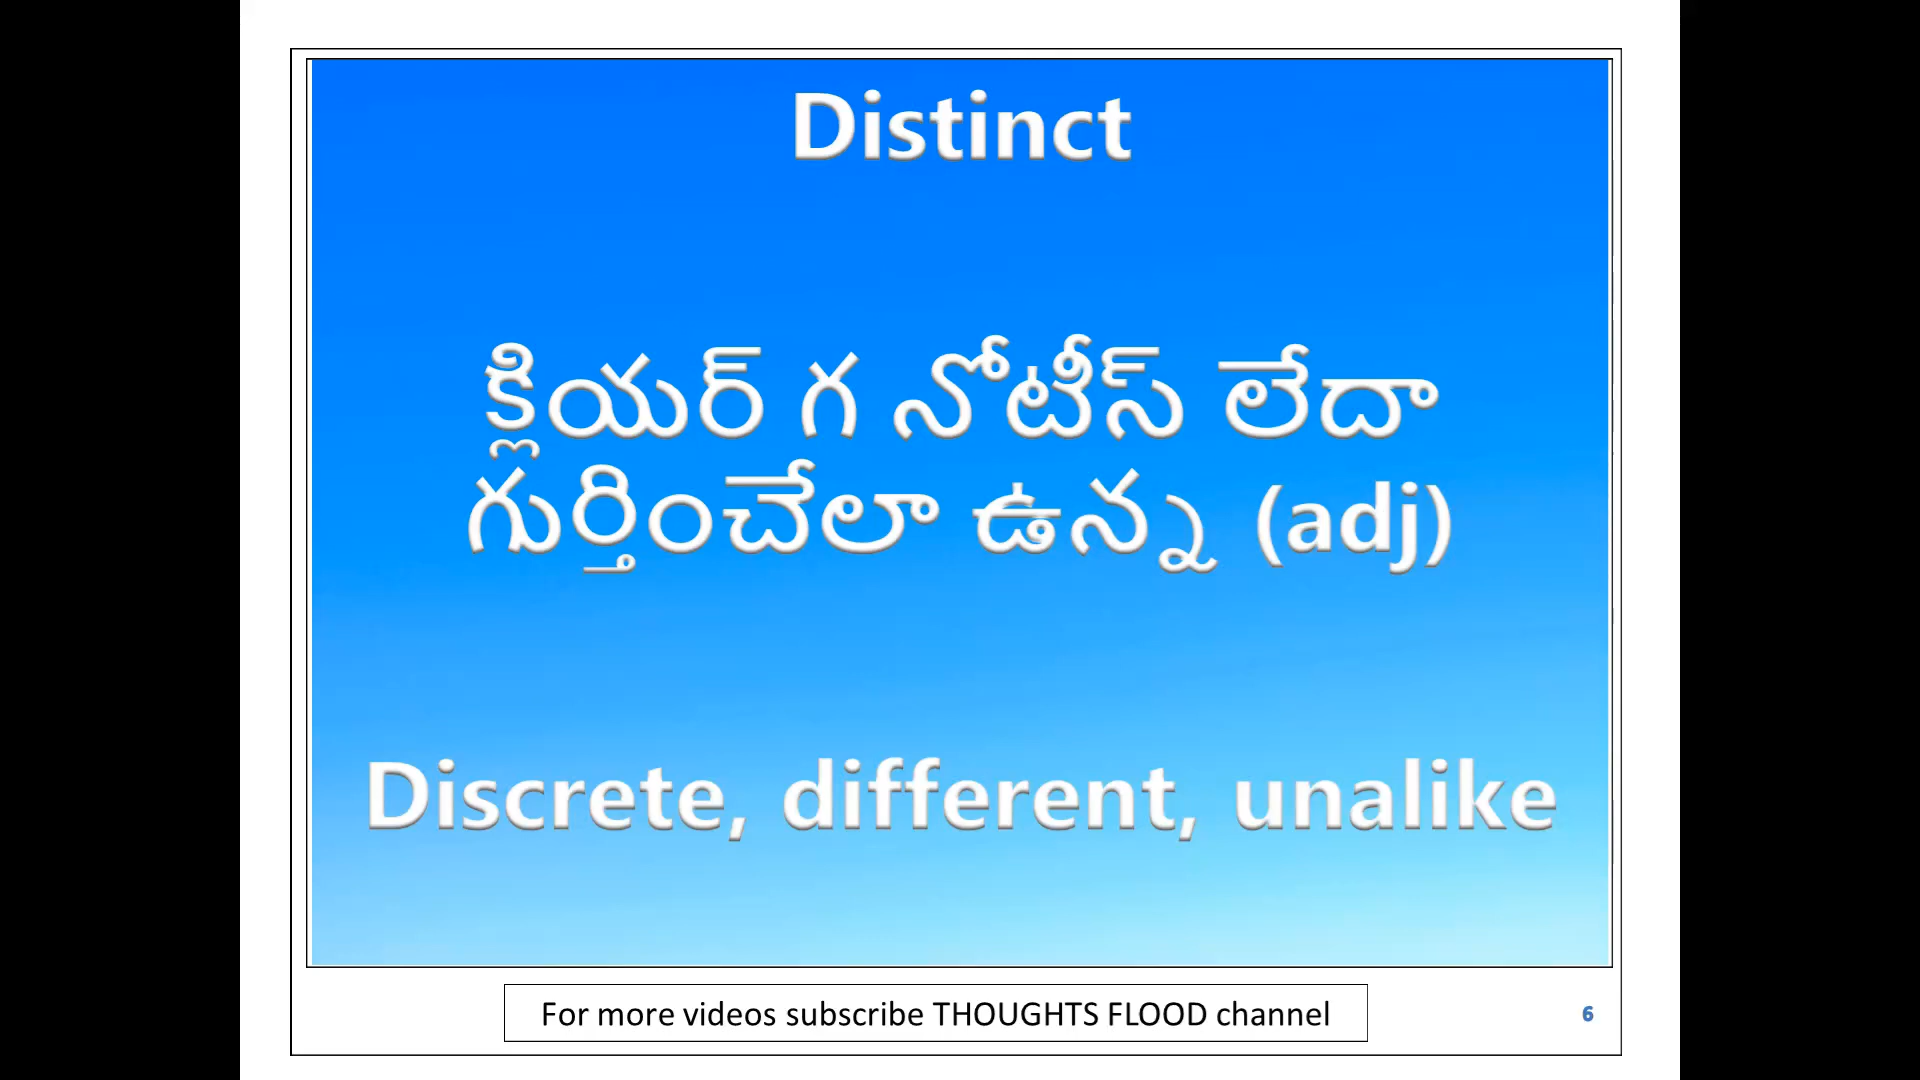 Distinct
క్లియర్ గ నోటీస్ లేదా
గుర్తించేలా ఉన్న (adj)
Discrete, different, unalike
For more videos subscribe THOUGHTS FLOOD channel
6